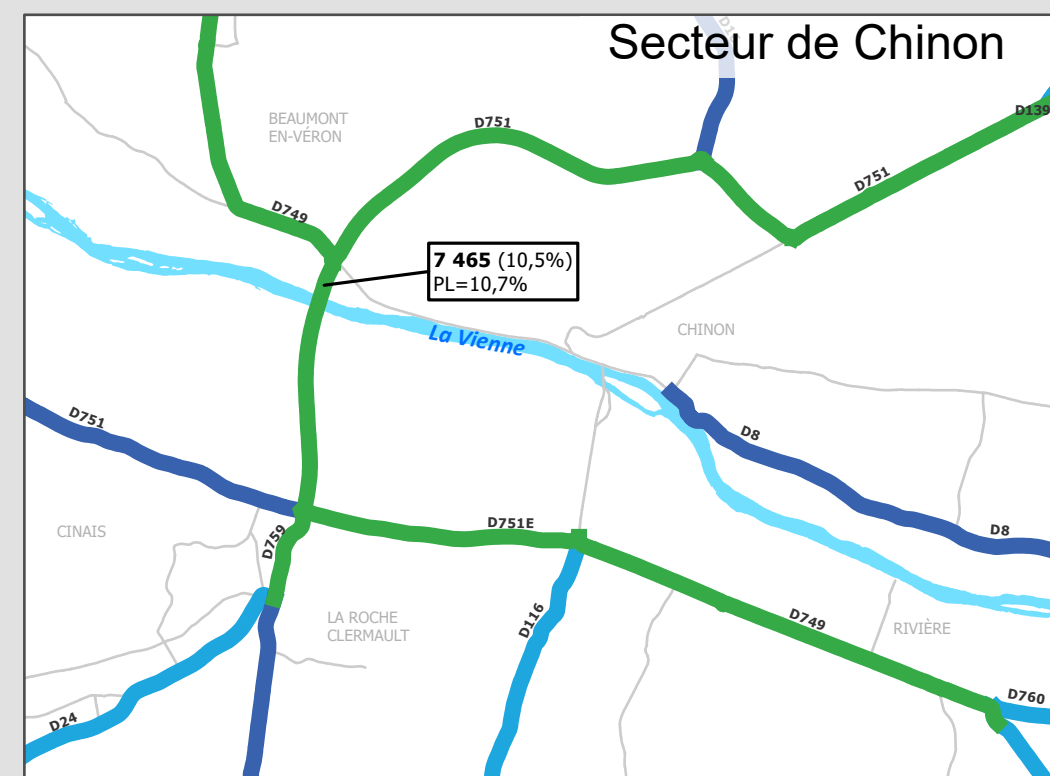 Secteur de Chinon
D139
BEAUMONT
EN-VÉRON
D751
D751
D749
7 465 (10,5%)
PL=10,7%
La Vienne
CHINON
D751
D8
D8
CINAIS
D759
D751E
LA ROCHE
CLERMAULT
D116
D749
RIVIÈRE
D760
D24